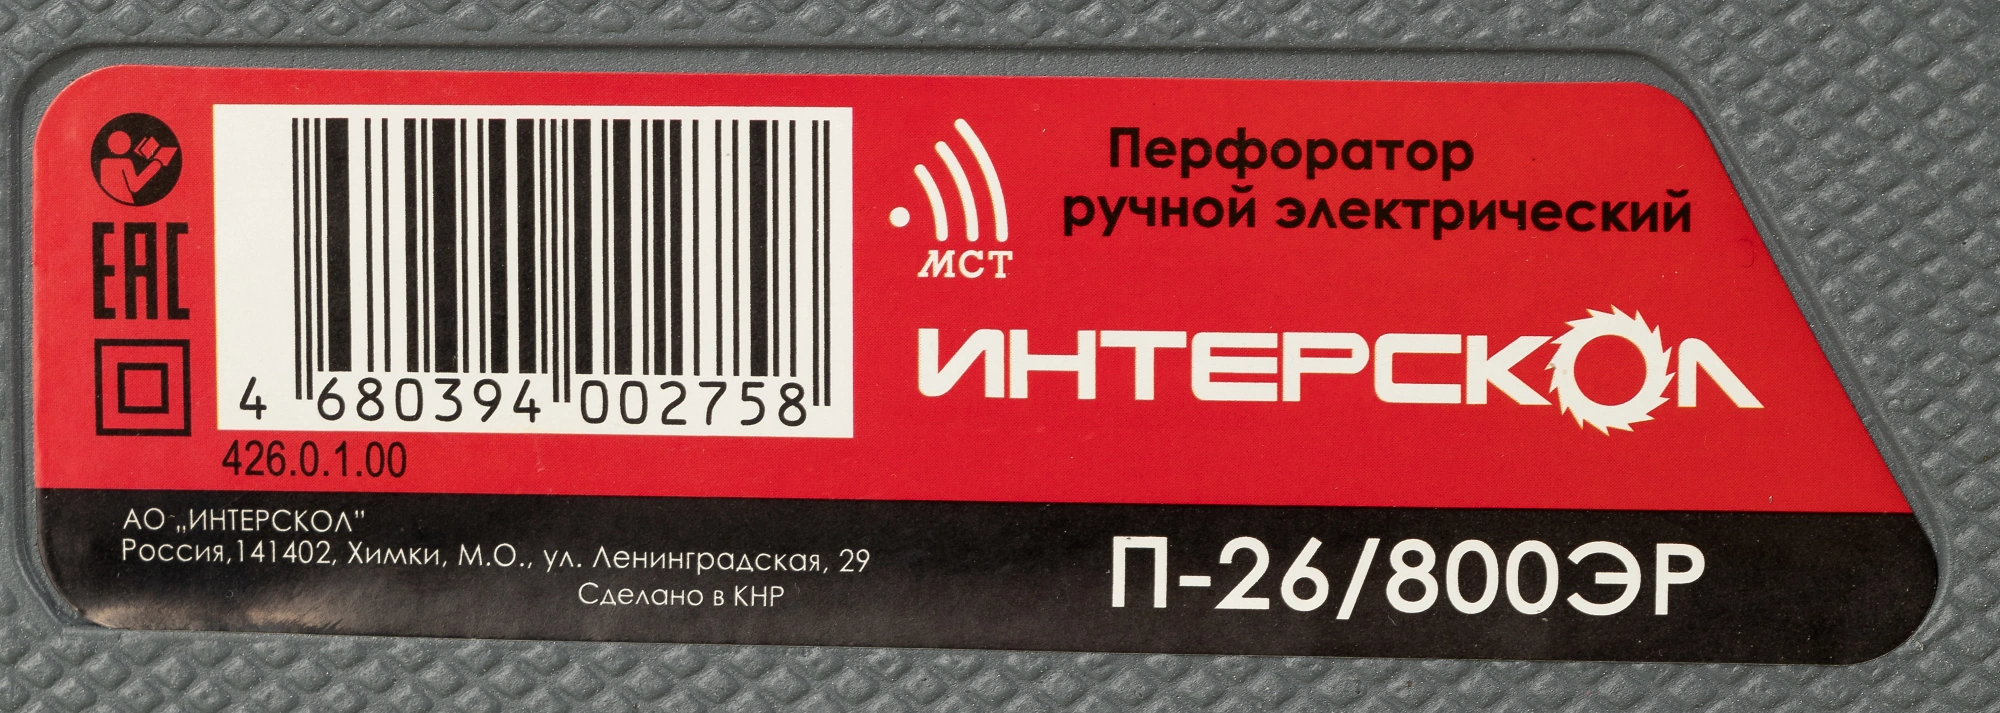 EAC
4 680394 002758
426.0.1.00
МСТ
Перфоратор
ручной электрический
ИНТЕРСКОЛ
АО „ИНТЕРСКОЛ”
Россия,141402, Химки, М.О., ул. Ленинградская, 29
Сделано в КНР
П-26/800ЭР